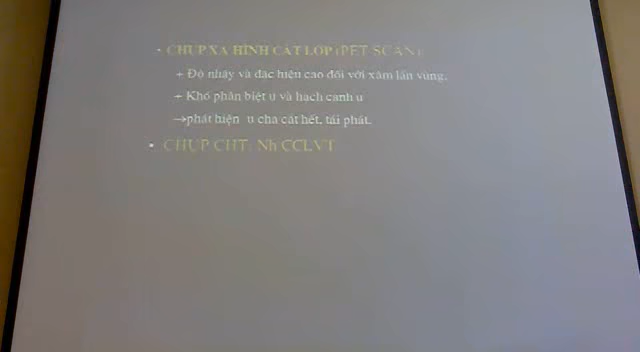 • CHỤP XẠ HÌNH CẮT LỚP (PET SCAN):
+ Độ nhạy và đặc hiệu cao đối với xâm lấn vùng.
+ Khó phân biệt u và hạch cạnh u
→phát hiện u cha cắt hết, tái phát.
• CHỤP CHT: Nh CCLVT